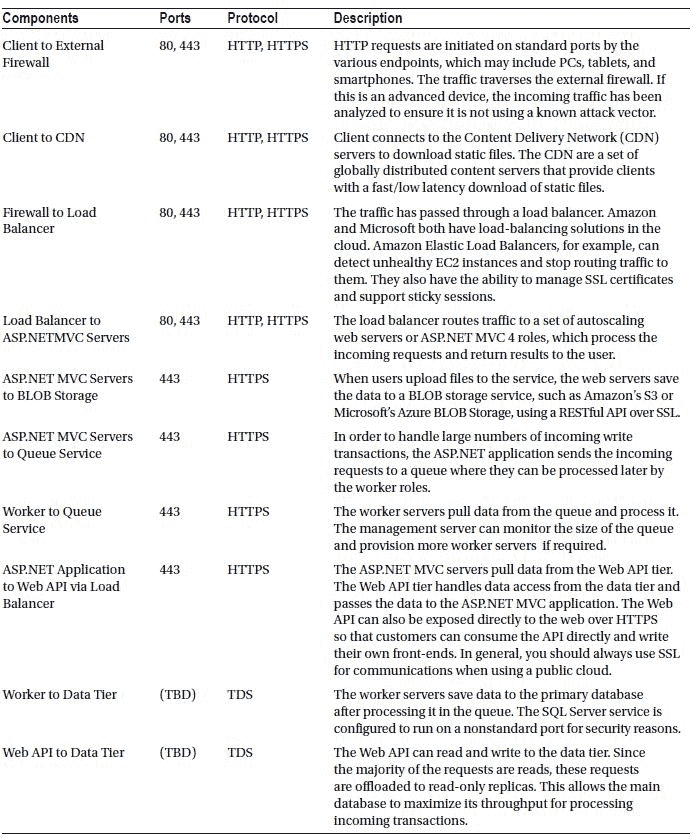 Components Ports Protocol Description
Client to External 80, 443 HTTP, HTTPS HTTP requests are initiated on standard ports by the
Firewall various endpoints, which may include PCs, tablets, and
smartphones. The traffic traverses the external firewall. If
this is an advanced device, the incoming traffic has been
analyzed to ensure it is not using a known attack vector.
Client to CDN 80, 443 HTTP, HTTPS Client connects to the Content Delivery Network (CDN)
servers to download static files. The CDN are a set of
globally distributed content servers that provide clients
with a fast/low latency download of static files.
Firewall to Load 80, 443 HTTP, HTTPS The traffic has passed through a load balancer. Amazon
Balancer and Microsoft both have load-balancing solutions in the
cloud. Amazon Elastic Load Balancers, for example, can
detect unhealthy EC2 instances and stop routing traffic to
them. They also have the ability to manage SSL certificates
and support sticky sessions.
Load Balancer to 80, 443 HTTP, HTTPS The load balancer routes traffic to a set of autoscaling
ASP.NETMVC Servers web servers or ASP.NET MVC 4 roles, which process the
incoming requests and return results to the user.
ASP.NET MVC Servers 443 HTTPS When users upload files to the service, the web servers save
to BLOB Storage the data to a BLOB storage service, such as Amazon's S3 or
Microsoft's Azure BLOB Storage, using a RESTful API over SSL.
ASP.NET MVC Servers 443 HTTPS In order to handle large numbers of incoming write
to Queue Service transactions, the ASP.NET application sends the incoming
requests to a queue where they can be processed later by
the worker roles.
Worker to Queue 443 HTTPS The worker servers pull data from the queue and process it.
Service The management server can monitor the size of the queue
and provision more worker servers if required.
ASP.NET Application 443 HTTPS The ASP.NET MVC servers pull data from the Web API tier.
to Web API via Load The Web API tier handles data access from the data tier and
Balancer passes the data to the ASP.NET MVC application. The Web
API can also be exposed directly to the web over HTTPS
so that customers can consume the API directly and write
their own front-ends. In general, you should always use SSL
for communications when using a public cloud.
Worker to Data Tier (TBD) TDS The worker servers save data to the primary database
after processing it in the queue. The SQL Server service is
configured to run on a nonstandard port for security reasons.
Web API to Data Tier (TBD) TDS The Web API can read and write to the data tier. Since
the majority of the requests are reads, these requests
are offloaded to read-only replicas. This allows the main
database to maximize its throughput for processing
incoming transactions.